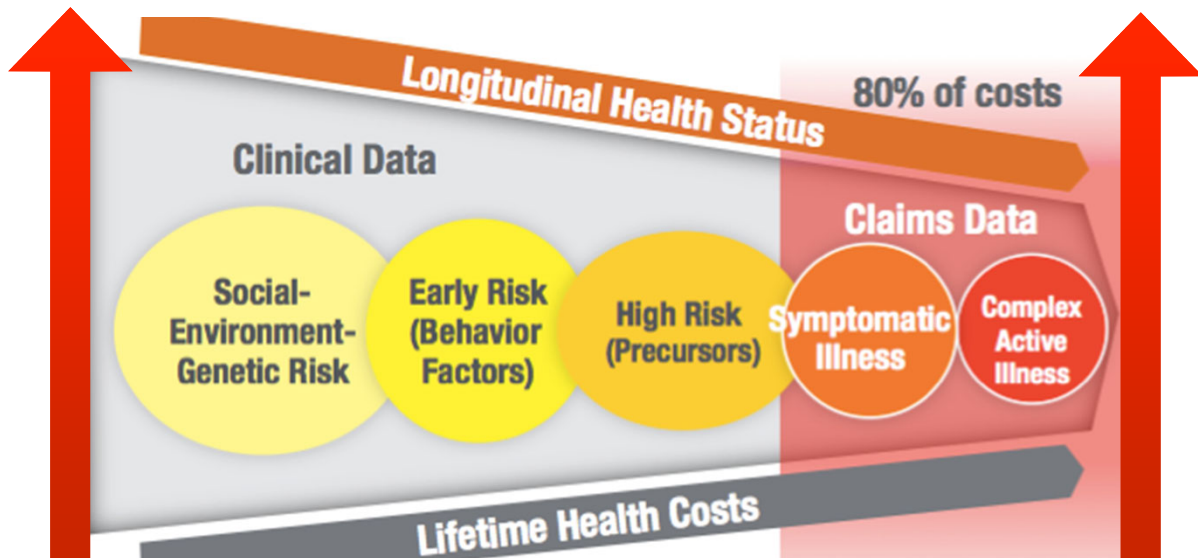 Longitudinal Health Status
80% of costs
Clinical Data
Claims Data
Social-
Environment-
Genetic Risk
Early Risk
(Behavior
Factors)
High Risk
(Precursors)
Symptomatic
Illness
Complex
Active
Illness
Lifetime Health Costs